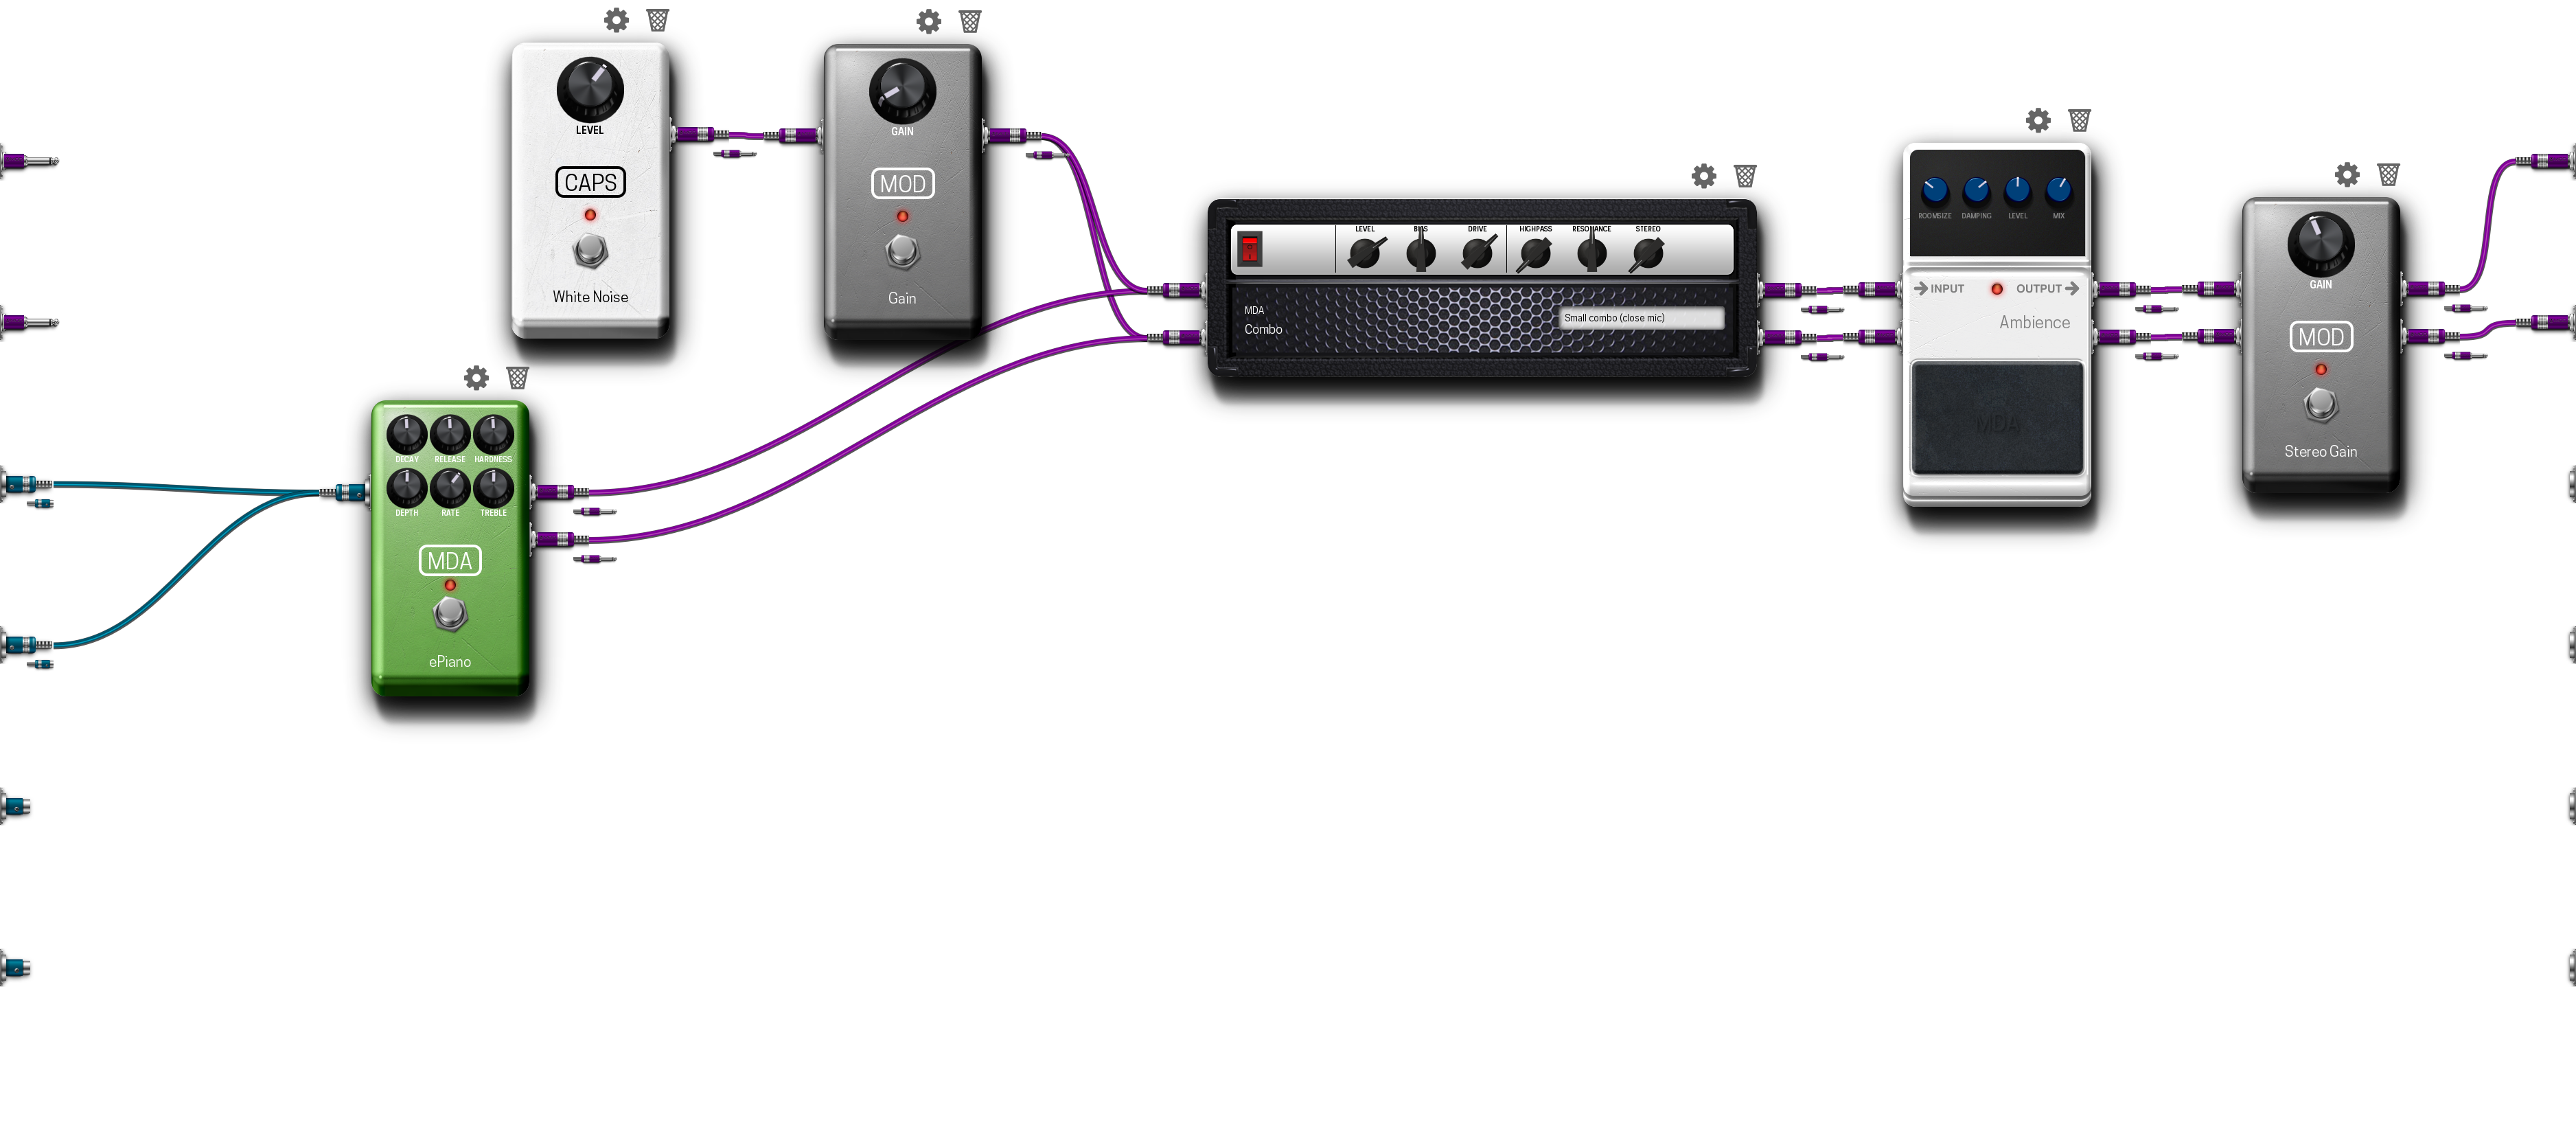 LEVEL
CAPS
White Noise
GAIN
MOD
Gain
DECAY RELEASE HARDNESS
DEPTH RATE TREBLE
MDA
ePiano
LEVEL BIAS DRIVE HIGHPASS RESONANCE STEREO
MDA
Combo
Small combo (close mic)
ROOMSIZE DAMPING LEVEL MIX
INPUT OUTPUT
Ambience
MDA
GAIN
MOD
Stereo Gain